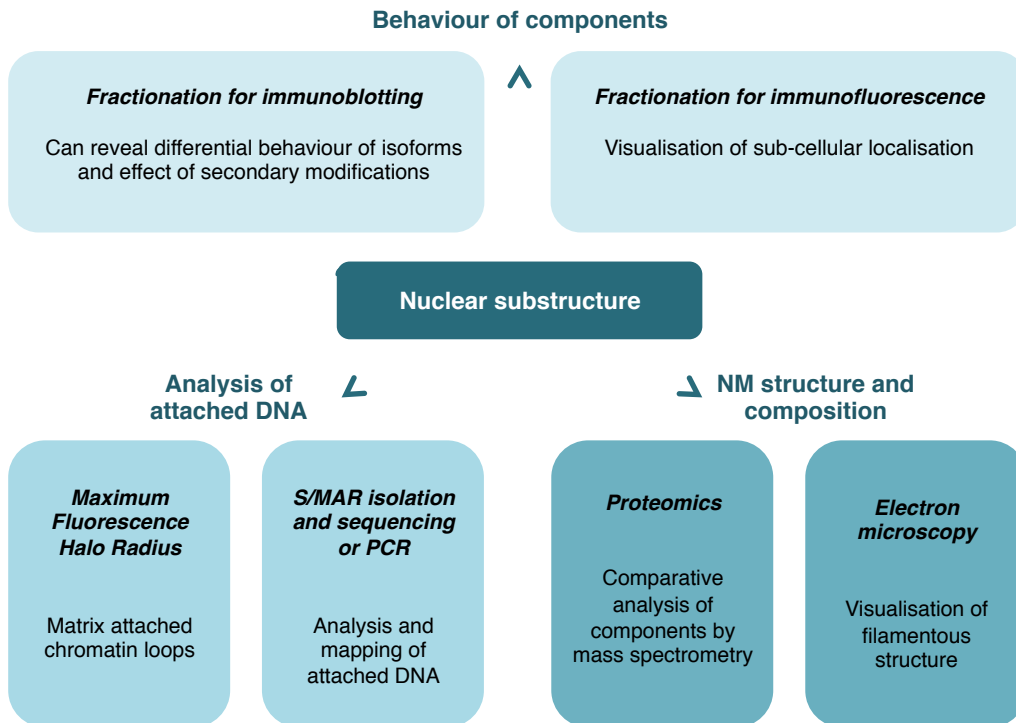 Behaviour of components
Fractionation for immunoblotting
Can reveal differential behaviour of isoforms
and effect of secondary modifications
Fractionation for immunofluorescence
Visualisation of sub-cellular localisation
Nuclear substructure
Analysis of
attached DNA
NM structure and
composition
Maximum
Fluorescence
Halo Radius
Matrix attached
chromatin loops
S/MAR isolation
and sequencing
or PCR
Analysis and
mapping of
attached DNA
Proteomics
Comparative
analysis of
components by
mass spectrometry
Electron
microscopy
Visualisation of
filamentous
structure